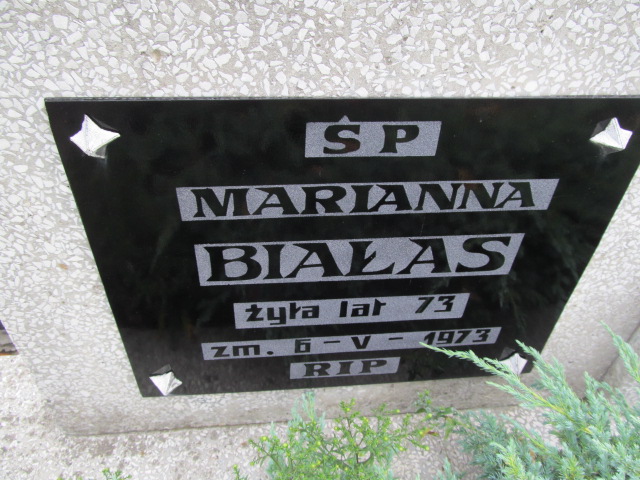 ŚP
MARIANNA
BIAŁAS
żyła lat 73
zm. 6-V-1973
RIP